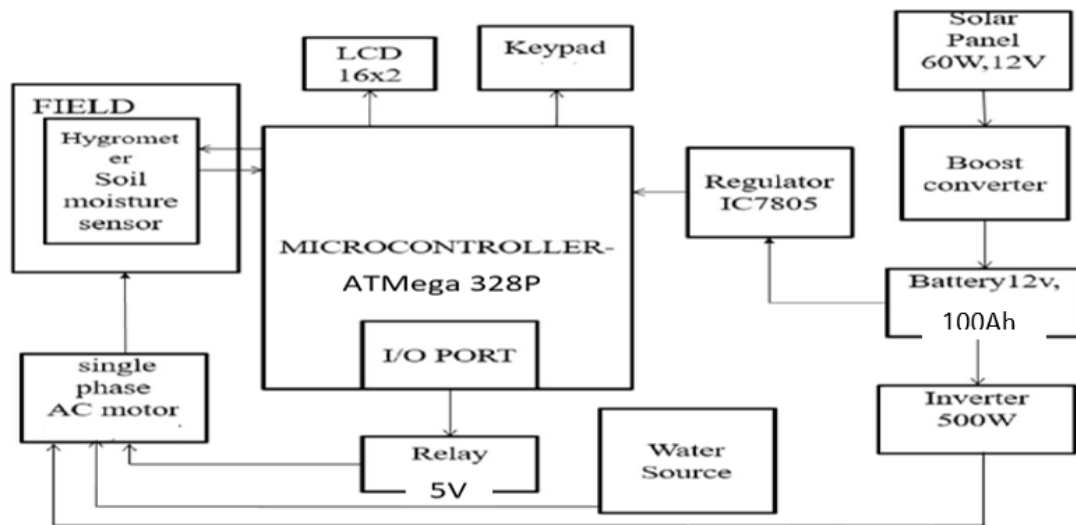 LCD
16x2
Keypad
Solar
Panel
60W,12V
FIELD
Hygromet
er
Soil
moisture
sensor
Regulator
IC7805
Boost
converter
MICROCONTROLLER-
ATMega 328P
I/O PORT
Battery12v,
100Ah
single
phase
AC motor
Relay
5V
Water
Source
Inverter
500W